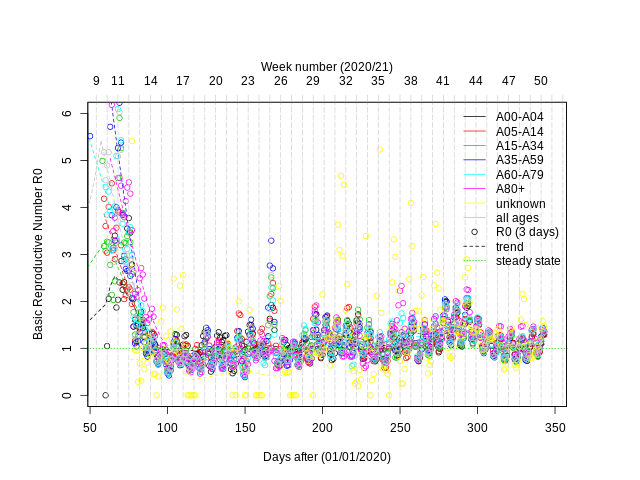 Week number (2020/21)
9 11 14 17 20 23 26 29 32 35 38 41 44 47 50
6
5
4
3
2
1
0
Basic Reproductive Number R0
A00-A04
A05-A14
A15-A34
A35-A59
A60-A79
A80+
unknown
all ages
R0 (3 days)
trend
steady state
50 100 150 200 250 300 350
Days after (01/01/2020)